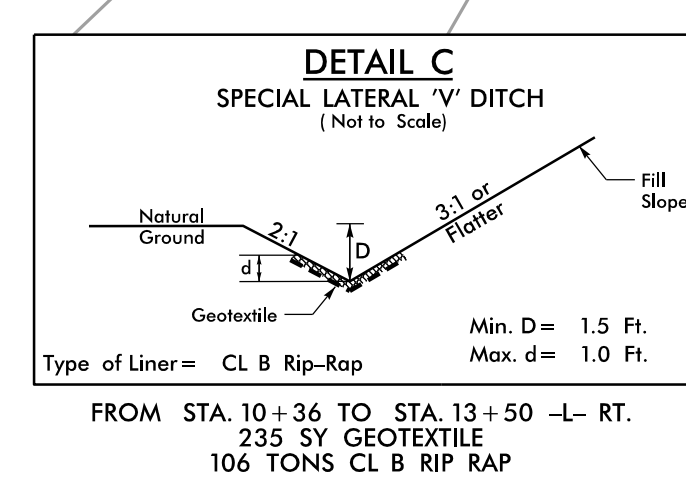 DETAIL C
SPECIAL LATERAL 'V' DITCH
( Not to Scale)
Natural
Ground
2:1
D
d
3:1 or
Flatter
Fill
Slope
Geotextile
Min. D= 1.5 Ft.
Max. d= 1.0 Ft.
Type of Liner= CL B Rip-Rap
FROM STA. 10+36 TO STA. 13+50 -L- RT.
235 SY GEOTEXTILE
106 TONS CL B RIP RAP